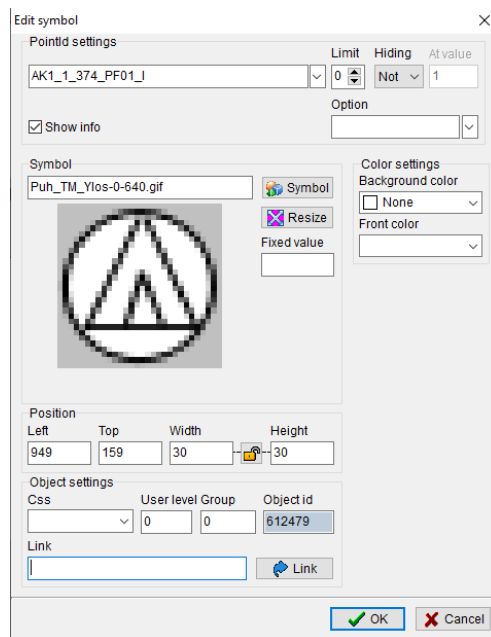 Edit symbol
PointId settings
Limit Hiding At value
AK1_1_374_PF01_I 0 Not 1
Option
Show info
Symbol
Color settings
Puh_TM_Ylos-0-640.gif Symbol
Background color
None
Resize
Front color
Fixed value
Position
Left Top Width Height
949 159 30 30
Object settings
Css User level Group Object id
0 0 612479
Link
Link
OK Cancel